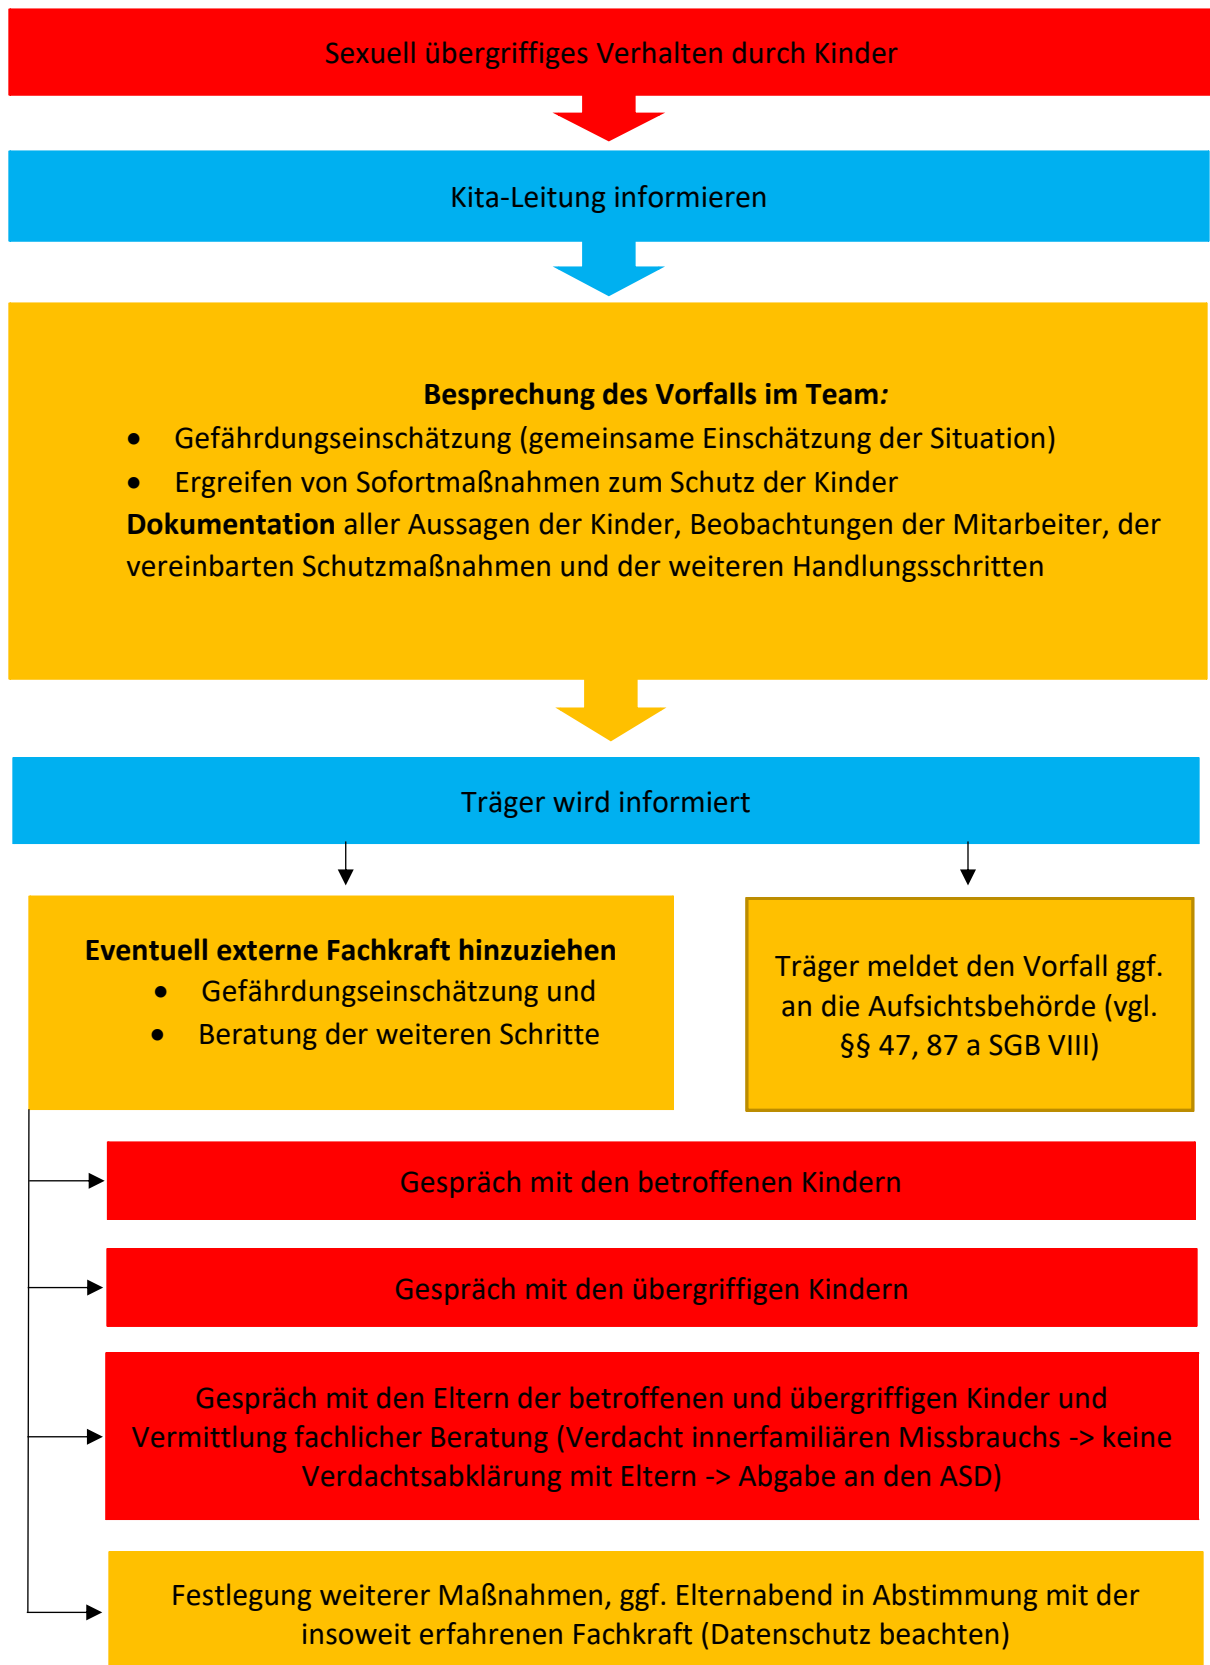 Sexuell übergriffiges Verhalten durch Kinder
Kita-Leitung informieren
Besprechung des Vorfalls im Team:
• Gefährdungseinschätzung (gemeinsame Einschätzung der Situation)
• Ergreifen von Sofortmaßnahmen zum Schutz der Kinder
Dokumentation aller Aussagen der Kinder, Beobachtungen der Mitarbeiter, der
vereinbarten Schutzmaßnahmen und der weiteren Handlungsschritten
Träger wird informiert
Eventuell externe Fachkraft hinzuziehen
• Gefährdungseinschätzung und
• Beratung der weiteren Schritte
Träger meldet den Vorfall ggf.
an die Aufsichtsbehörde (vgl.
§§ 47, 87 a SGB VIII)
Gespräch mit den betroffenen Kindern
Gespräch mit den übergriffigen Kindern
Gespräch mit den Eltern der betroffenen und übergriffigen Kinder und
Vermittlung fachlicher Beratung (Verdacht innerfamiliären Missbrauchs -> keine
Verdachtsabklärung mit Eltern -> Abgabe an den ASD)
Festlegung weiterer Maßnahmen, ggf. Elternabend in Abstimmung mit der
insoweit erfahrenen Fachkraft (Datenschutz beachten)